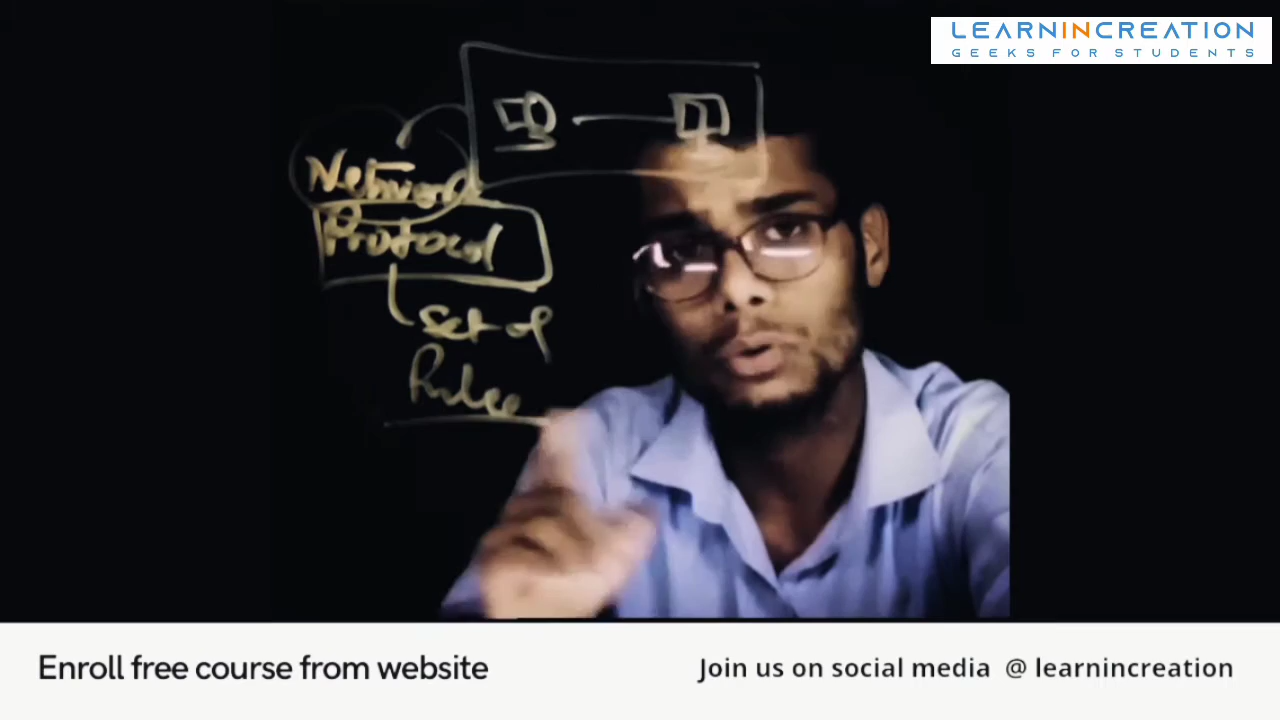 LEARNINCREATION
GEEKS FOR STUDENTS
Network
Protocol
Set of
Rules
Enroll free course from website
Join us on social media @ learnincreation